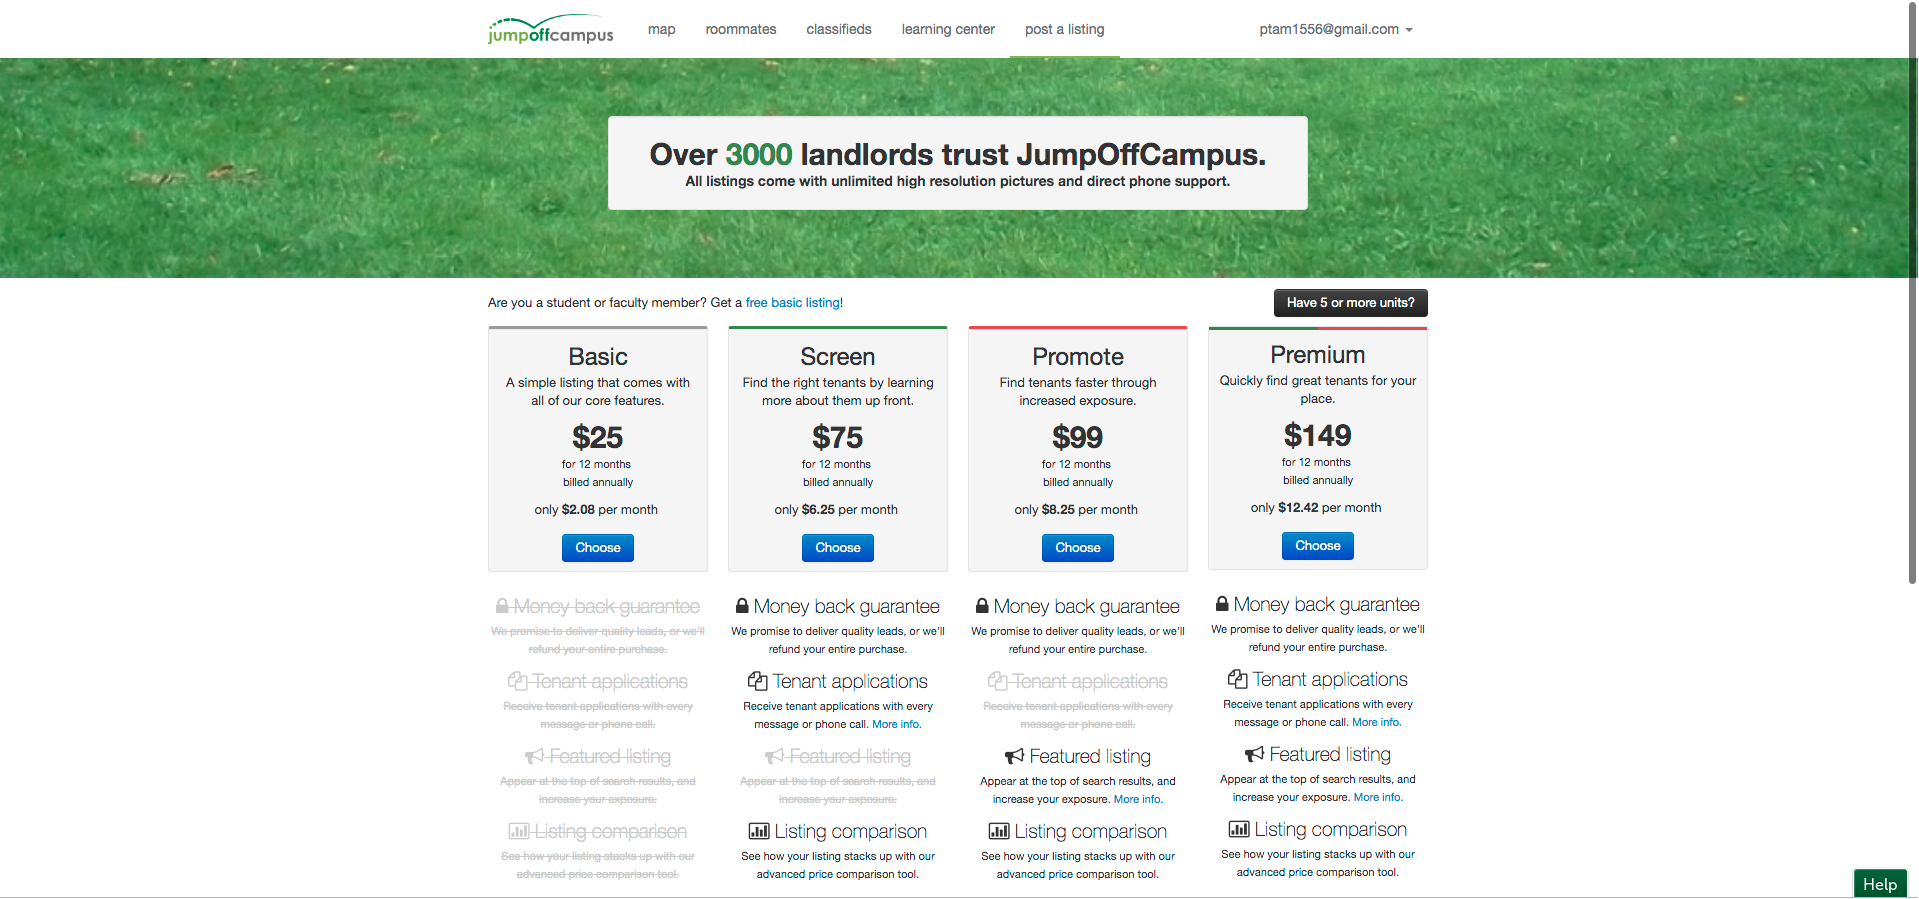 jumpoffcampus
map roommates classifieds learning center post a listing ptam1556@gmail.com
Over 3000 landlords trust JumpOffCampus.
All listings come with unlimited high resolution pictures and direct phone support.
Are you a student or faculty member? Get a free basic listing!
Have 5 or more units?
Basic
A simple listing that comes with
all of our core features.
$25
for 12 months
billed annually
only $2.08 per month
Choose
Money back guarantee
We promise to deliver quality leads, or we'll
refund your entire purchase.
Tenant applications
Receive tenant applications with every
message or phone call.
Featured listing
Appear at the top of search results, and
increase your exposure.
Listing comparison
See how your listing stacks up with our
advanced price comparison tool.
Screen
Find the right tenants by learning
more about them up front.
$75
for 12 months
billed annually
only $6.25 per month
Choose
Money back guarantee
We promise to deliver quality leads, or we'll
refund your entire purchase.
Tenant applications
Receive tenant applications with every
message or phone call. More info.
Featured listing
Appear at the top of search results, and
increase your exposure.
Listing comparison
See how your listing stacks up with our
advanced price comparison tool.
Promote
Find tenants faster through
increased exposure.
$99
for 12 months
billed annually
only $8.25 per month
Choose
Money back guarantee
We promise to deliver quality leads, or we'll
refund your entire purchase.
Tenant applications
Receive tenant applications with every
message or phone call.
Featured listing
Appear at the top of search results, and
increase your exposure. More info.
Listing comparison
See how your listing stacks up with our
advanced price comparison tool.
Premium
Quickly find great tenants for your
place.
$149
for 12 months
billed annually
only $12.42 per month
Choose
Money back guarantee
We promise to deliver quality leads, or we'll
refund your entire purchase.
Tenant applications
Receive tenant applications with every
message or phone call. More info.
Featured listing
Appear at the top of search results, and
increase your exposure. More info.
Listing comparison
See how your listing stacks up with our
advanced price comparison tool.
Help